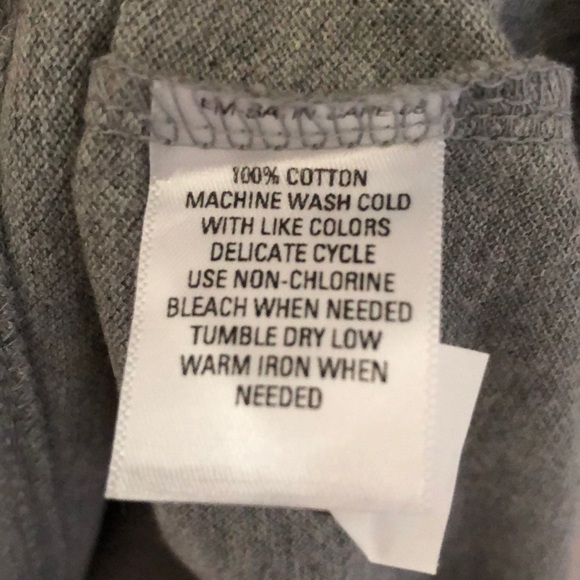 100% COTTON
MACHINE WASH COLD
WITH LIKE COLORS
DELICATE CYCLE
USE NON-CHLORINE
BLEACH WHEN NEEDED
TUMBLE DRY LOW
WARM IRON WHEN
NEEDED